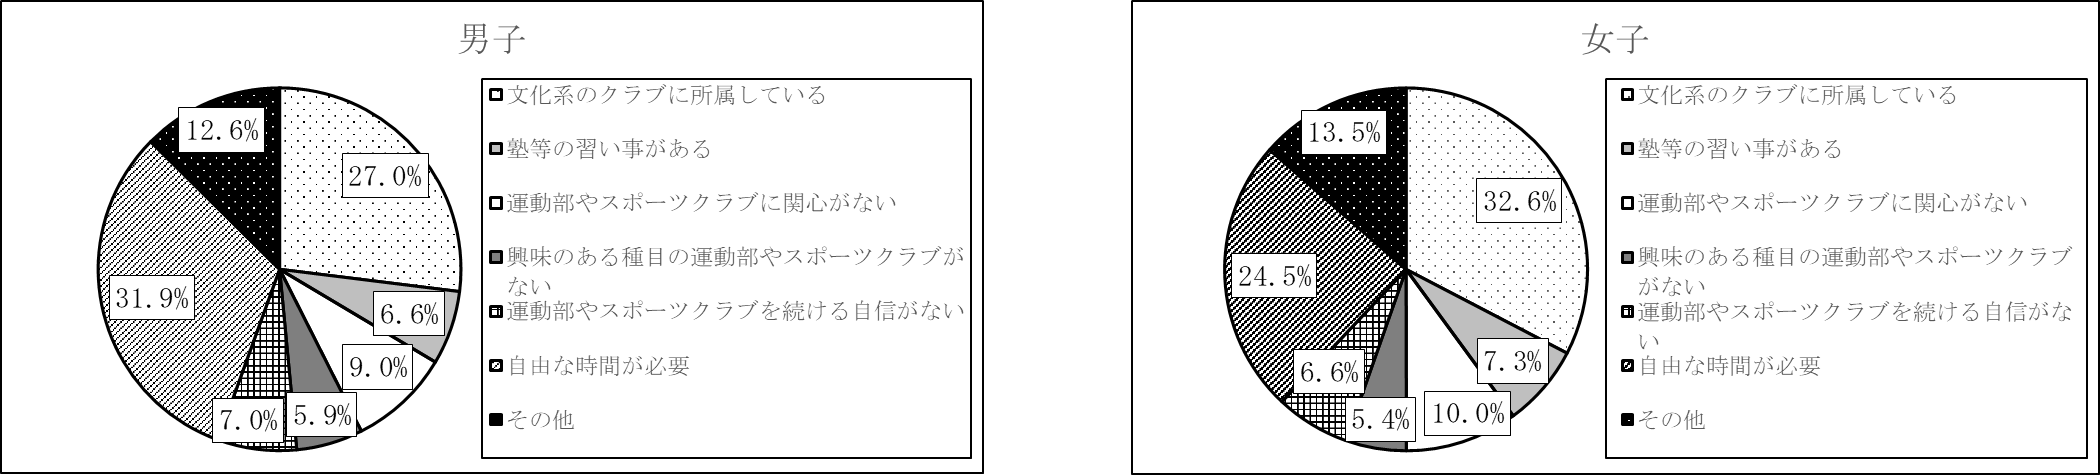 男子
12.6%
27.0%
31.9%
6.6%
9.0%
7.0%
5.9%
文化系のクラブに所属している
塾等の習い事がある
運動部やスポーツクラブに関心がない
興味のある種目の運動部やスポーツクラブが
ない
運動部やスポーツクラブを続ける自信がない
自由な時間が必要
その他
女子
13.5%
32.6%
24.5%
7.3%
6.6%
10.0%
5.4%
文化系のクラブに所属している
塾等の習い事がある
運動部やスポーツクラブに関心がない
興味のある種目の運動部やスポーツクラブ
がない
運動部やスポーツクラブを続ける自信がな
い
自由な時間が必要
その他